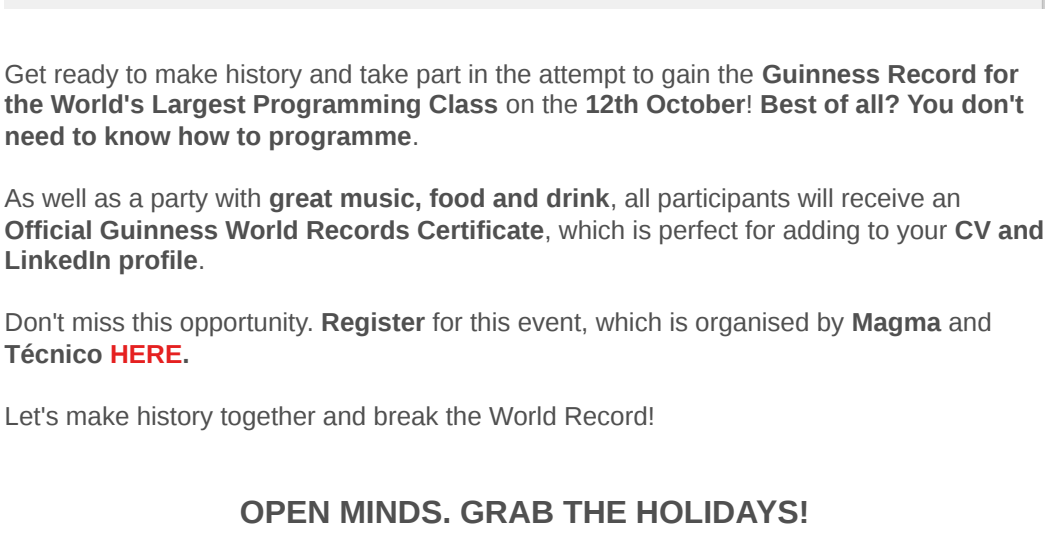 Get ready to make history and take part in the attempt to gain the Guinness Record for
the World's Largest Programming Class on the 12th October! Best of all? You don't
need to know how to programme.
As well as a party with great music, food and drink, all participants will receive an
Official Guinness World Records Certificate, which is perfect for adding to your CV and
LinkedIn profile.
Don't miss this opportunity. Register for this event, which is organised by Magma and
Técnico HERE.
Let's make history together and break the World Record!
OPEN MINDS. GRAB THE HOLIDAYS!